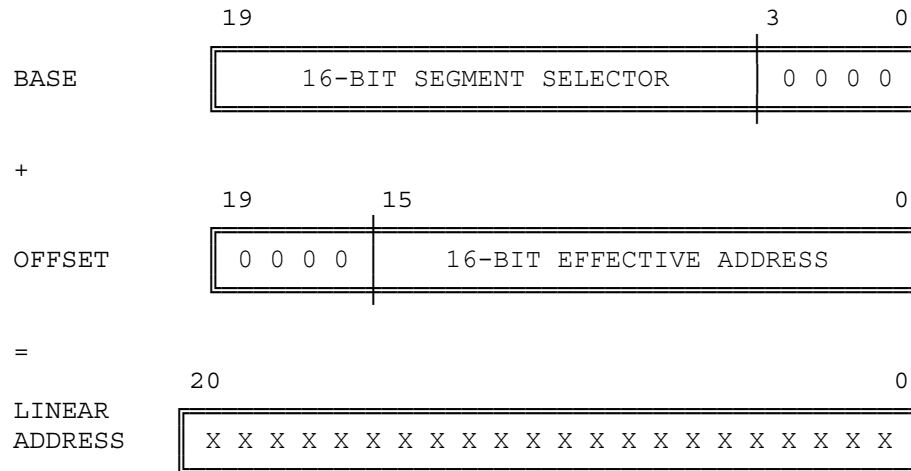 19 3 0
BASE 16-BIT SEGMENT SELECTOR 0 0 0 0
+
19 15 0
OFFSET 0 0 0 0 16-BIT EFFECTIVE ADDRESS
=
20 0
LINEAR
ADDRESS X X X X X X X X X X X X X X X X X X X X X X